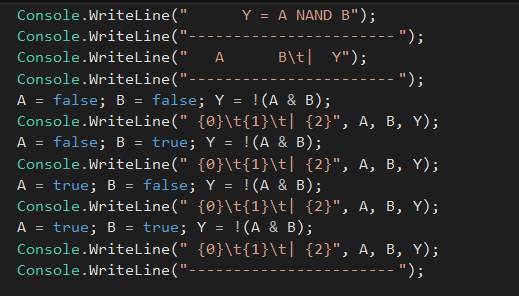 Console.WriteLine("      Y = A NAND B");
Console.WriteLine("-----------------------");
Console.WriteLine("   A      B\t|  Y");
Console.WriteLine("-----------------------");
A = false; B = false; Y = !(A & B);
Console.WriteLine(" {0}\t{1}\t| {2}", A, B, Y);
A = false; B = true; Y = !(A & B);
Console.WriteLine(" {0}\t{1}\t| {2}", A, B, Y);
A = true; B = false; Y = !(A & B);
Console.WriteLine(" {0}\t{1}\t| {2}", A, B, Y);
A = true; B = true; Y = !(A & B);
Console.WriteLine(" {0}\t{1}\t| {2}", A, B, Y);
Console.WriteLine("-----------------------");